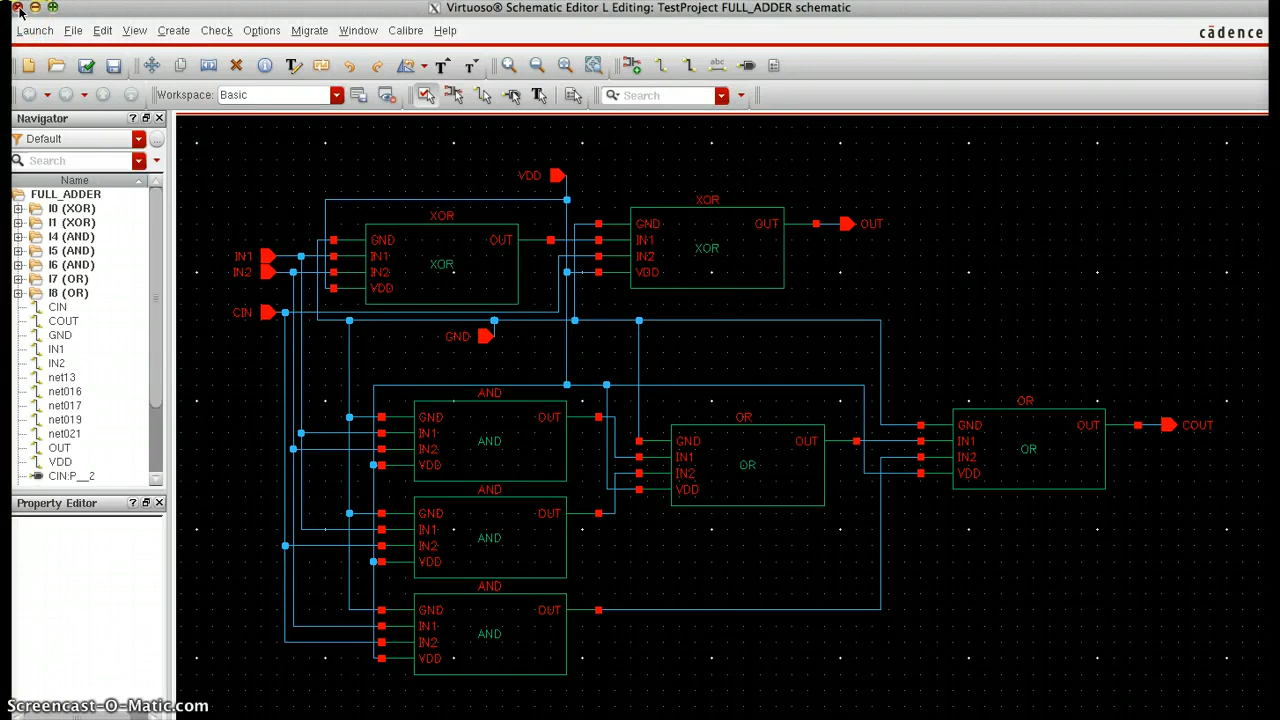 Virtuoso® Schematic Editor L Editing: TestProject FULL_ADDER schematic
Launch File Edit View Create Check Options Migrate Window Calibre Help
cādence
Workspace: Basic
Search
Navigator
Default
Search
Name
FULL_ADDER
I0 (XOR)
I1 (XOR)
I4 (AND)
I5 (AND)
I6 (AND)
I7 (OR)
I8 (OR)
CIN
COUT
GND
IN1
IN2
net13
net016
net017
net019
net021
OUT
VDD
CIN:P__2
Property Editor
VDD
XOR
GND OUT
IN1
XOR
IN2
VDD
XOR
GND OUT
IN1
XOR
IN2
VDD
OUT
IN1
IN2
CIN
GND
AND
GND OUT
IN1
AND
IN2
VDD
AND
GND OUT
IN1
AND
IN2
VDD
AND
GND OUT
IN1
AND
IN2
VDD
OR
GND OUT
IN1
OR
IN2
VDD
OR
GND OUT
IN1
OR
IN2
VDD
COUT
Screencast-O-Matic.com